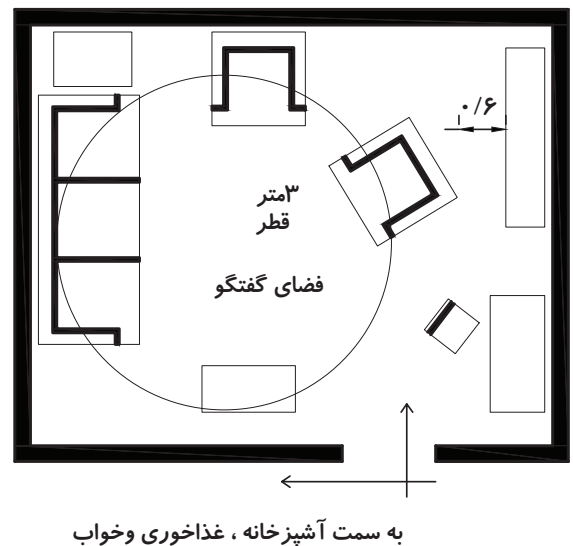 ۰/۶
۳متر
قطر
فضای گفتگو
به سمت آشپزخانه ، غذاخوری وخواب